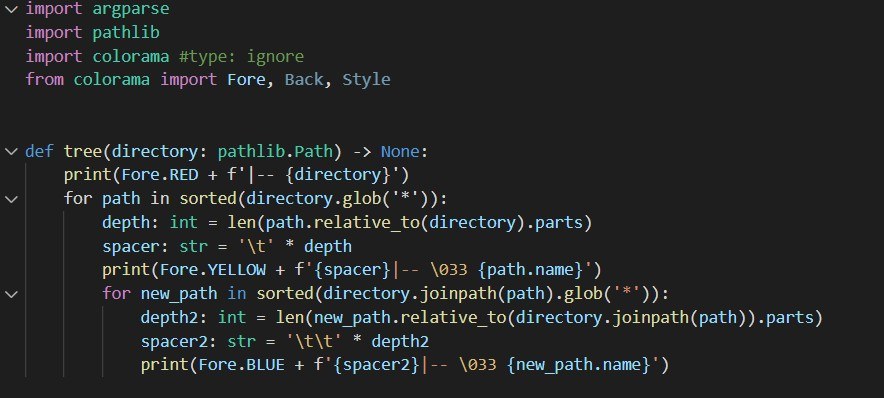 import argparse
import pathlib
import colorama #type: ignore
from colorama import Fore, Back, Style
def tree(directory: pathlib.Path) -> None:
    print(Fore.RED + f'|-- {directory}')
    for path in sorted(directory.glob('*')):
        depth: int = len(path.relative_to(directory).parts)
        spacer: str = '\t' * depth
        print(Fore.YELLOW + f'{spacer}|-- \033 {path.name}')
        for new_path in sorted(directory.joinpath(path).glob('*')):
            depth2: int = len(new_path.relative_to(directory.joinpath(path)).parts)
            spacer2: str = '\t\t' * depth2
            print(Fore.BLUE + f'{spacer2}|-- \033 {new_path.name}')